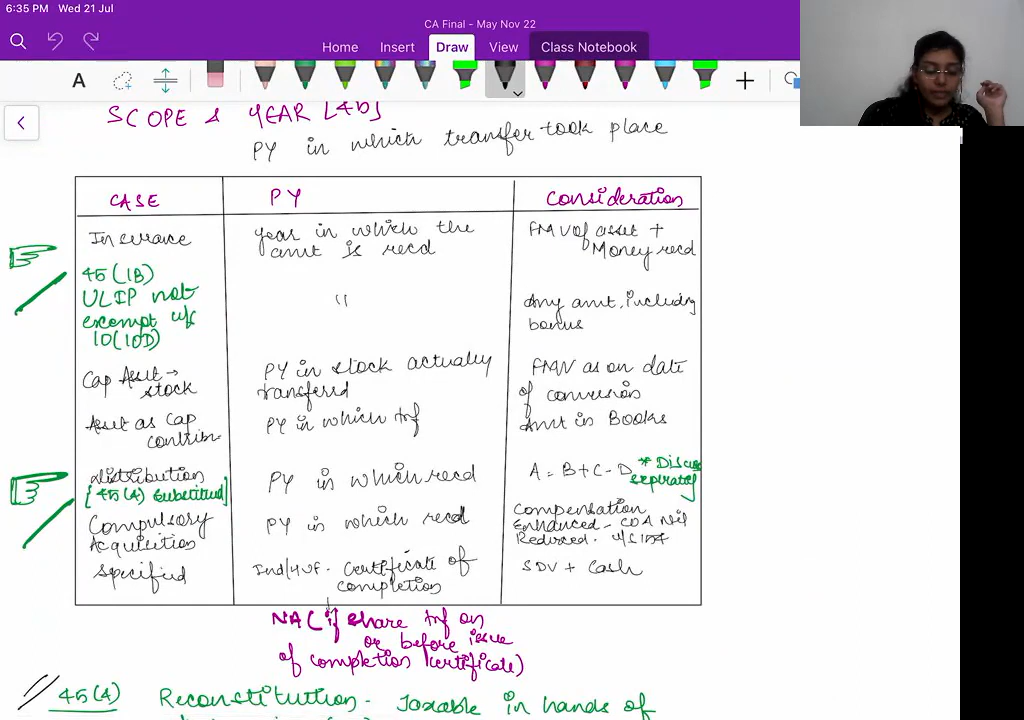 6:35 PM Wed 21 Jul
CA Final - May Nov 22
Home Insert Draw View Class Notebook
A
SCOPE & YEAR [45]
PY in which transfer took place
CASE PY Consideration
Insurance year in which the amt is recd FMV of asset + Money recd
45(1B) ULIP not exempt u/s 10(10D) " Any amt, including bonus
Cap Asset → stock PY in stock actually transferred FMV as on date of conversion
Asset as cap contribn PY in which trf Amt in Books
distribution [45(4) substituted] PY in which recd A = B + C - D * Discuss separately
Compulsory Acquisition PY in which recd Compensation Enhanced - COA Nil Reduced - u/s 154
Specified Ind/HUF - Certificate of completion SDV + Cash
NA (if share trf on
or before issue
of completion certificate)
45(4) Reconstitution - Taxable in hands of